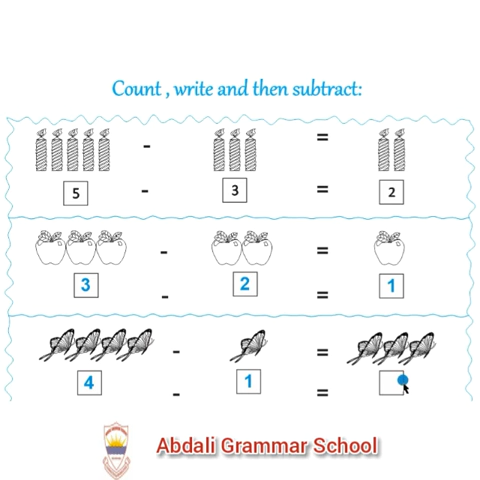 Count , write and then subtract:
- =
5 - 3 = 2
- =
3 - 2 = 1
- =
4 - 1 =
Abdali Grammar School